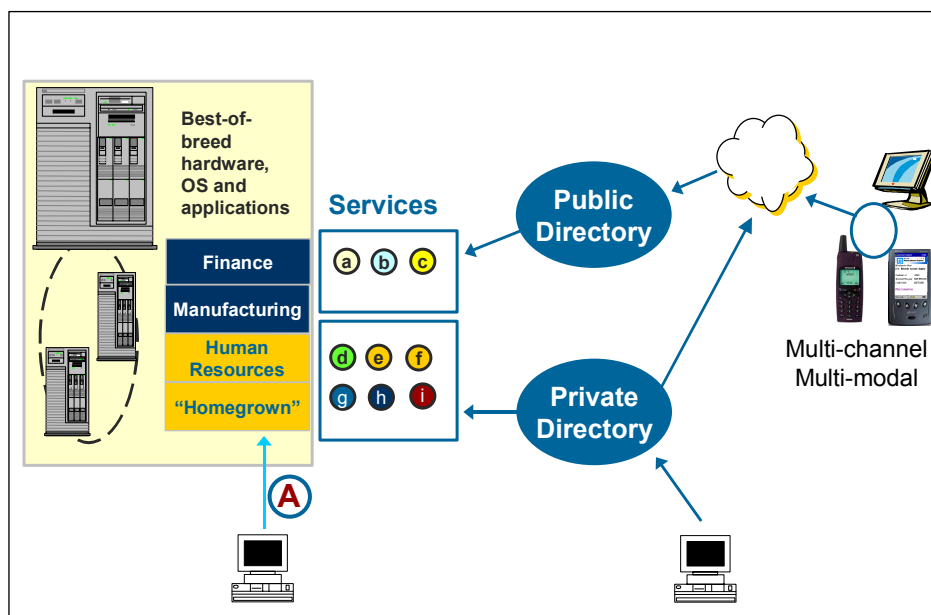 Best-of-
breed
hardware,
OS and
applications
Services
Finance
Manufacturing
Human
Resources
“Homegrown”
a b c
d e f
g h i
Public
Directory
Private
Directory
Multi-channel
Multi-modal
A